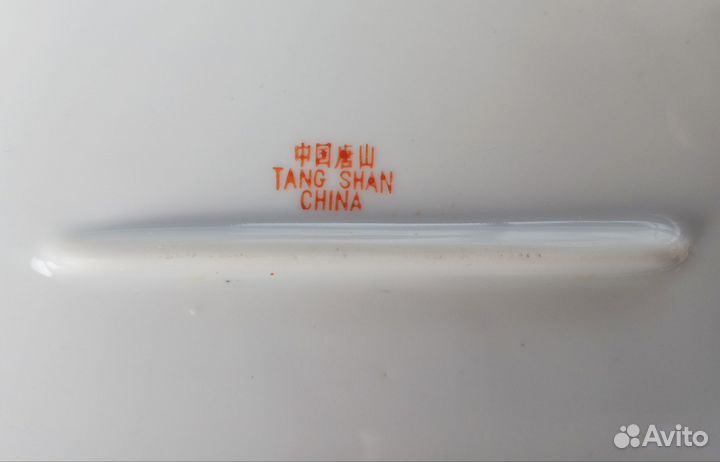 中国唐山
TANG SHAN
CHINA
Avito